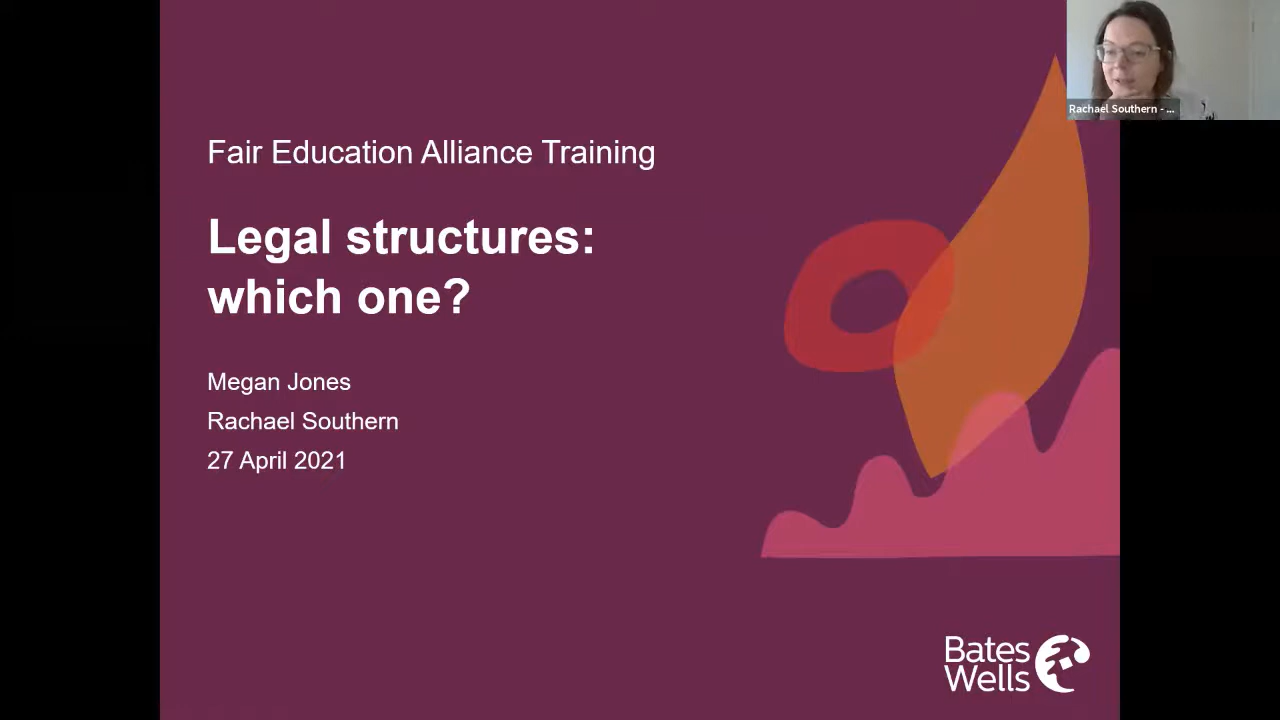 Rachael Southern - ...
Fair Education Alliance Training
Legal structures:
which one?
Megan Jones
Rachael Southern
27 April 2021
Bates
Wells